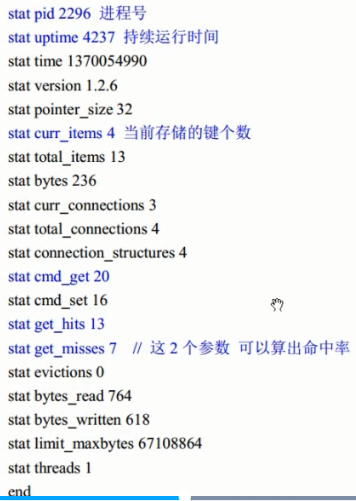 stat pid 2296 进程号
stat uptime 4237 持续运行时间
stat time 1370054990
stat version 1.2.6
stat pointer_size 32
stat curr_items 4 当前存储的键个数
stat total_items 13
stat bytes 236
stat curr_connections 3
stat total_connections 4
stat connection_structures 4
stat cmd_get 20
stat cmd_set 16
stat get_hits 13
stat get_misses 7 // 这 2 个参数 可以算出命中率
stat evictions 0
stat bytes_read 764
stat bytes_written 618
stat limit_maxbytes 67108864
stat threads 1
end